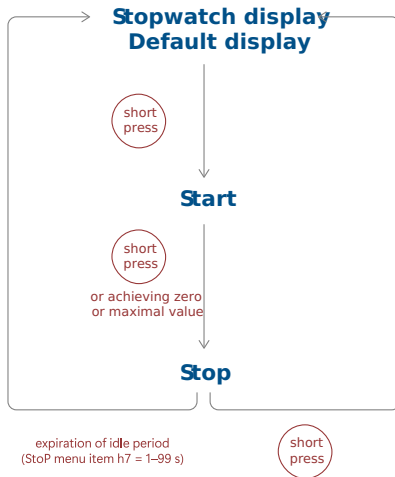 Stopwatch display
Default display
short
press
Start
short
press
or achieving zero
or maximal value
Stop
expiration of idle period
(StoP menu item h7 = 1–99 s)
short
press